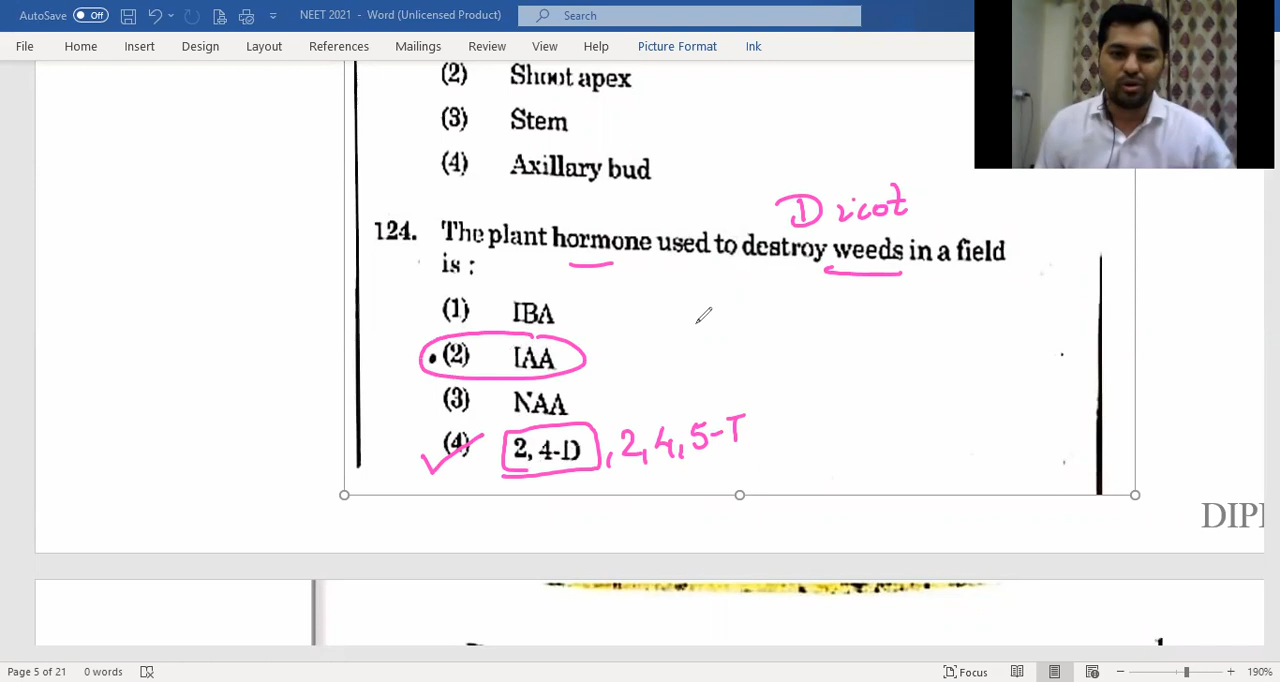 AutoSave Off NEET 2021 - Word (Unlicensed Product) Search
File Home Insert Design Layout References Mailings Review View Help Picture Format Ink
(2) Shoot apex
(3) Stem
(4) Axillary bud
Dicot
124. The plant hormone used to destroy weeds in a field
is :
(1) IBA
(2) IAA
(3) NAA
(4) 2, 4-D , 2, 4, 5-T
DIPI
Page 5 of 21 0 words Focus 190%